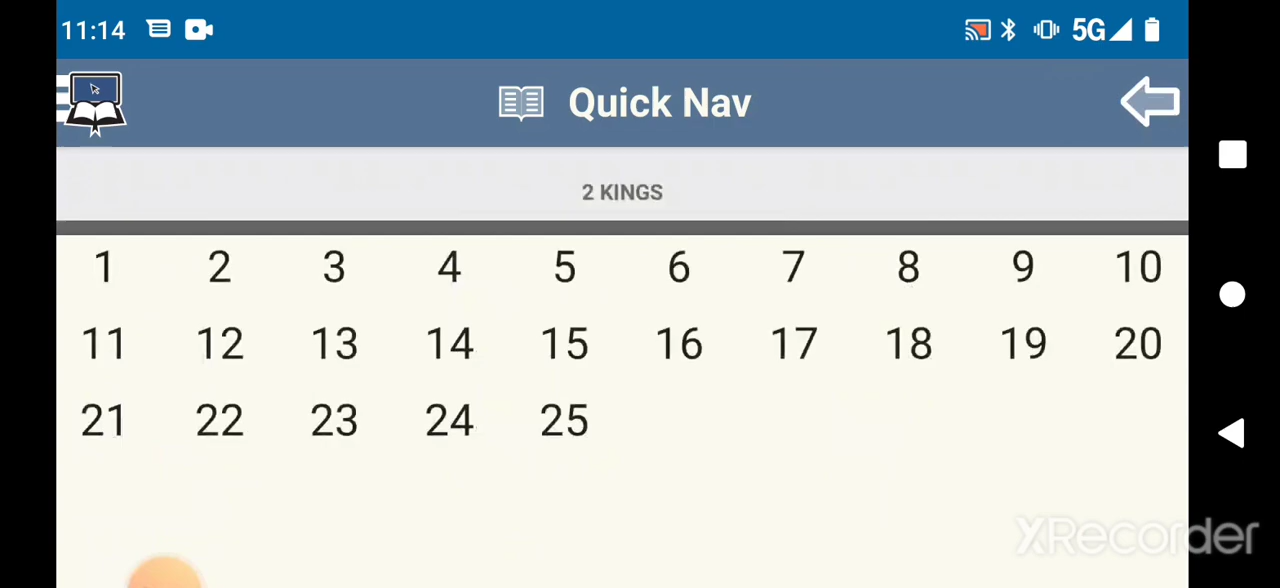 11:14 5G
Quick Nav
2 KINGS
1 2 3 4 5 6 7 8 9 10
11 12 13 14 15 16 17 18 19 20
21 22 23 24 25
XRecorder